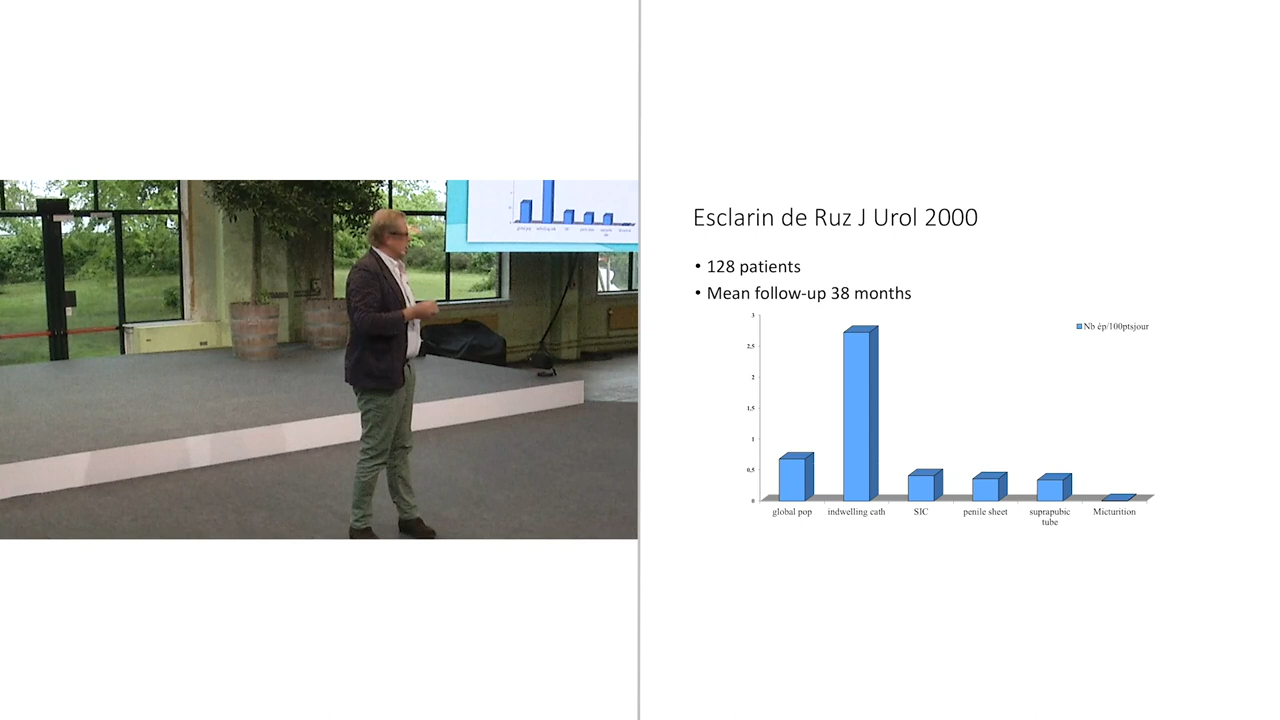 Esclarin de Ruz J Urol 2000
• 128 patients
• Mean follow-up 38 months
3
2,5
2
1,5
1
0,5
0
Nb ép/100ptsjour
global pop
indwelling cath
SIC
penile sheet
suprapubic
tube
Micturition